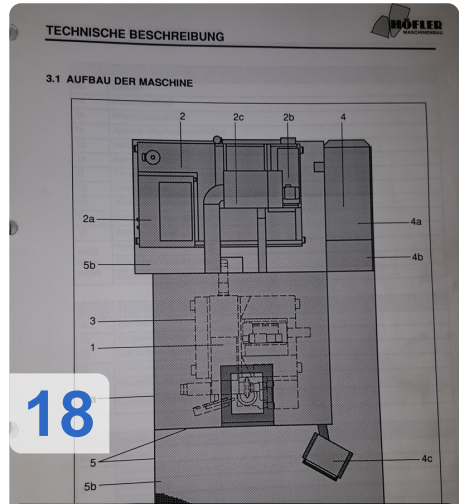 HÖFLER
MASCHINENBAU
TECHNISCHE BESCHREIBUNG
3.1 AUFBAU DER MASCHINE
2
2c
2b
4
2a
4a
5b
4b
3
1
18
5
4c
5b